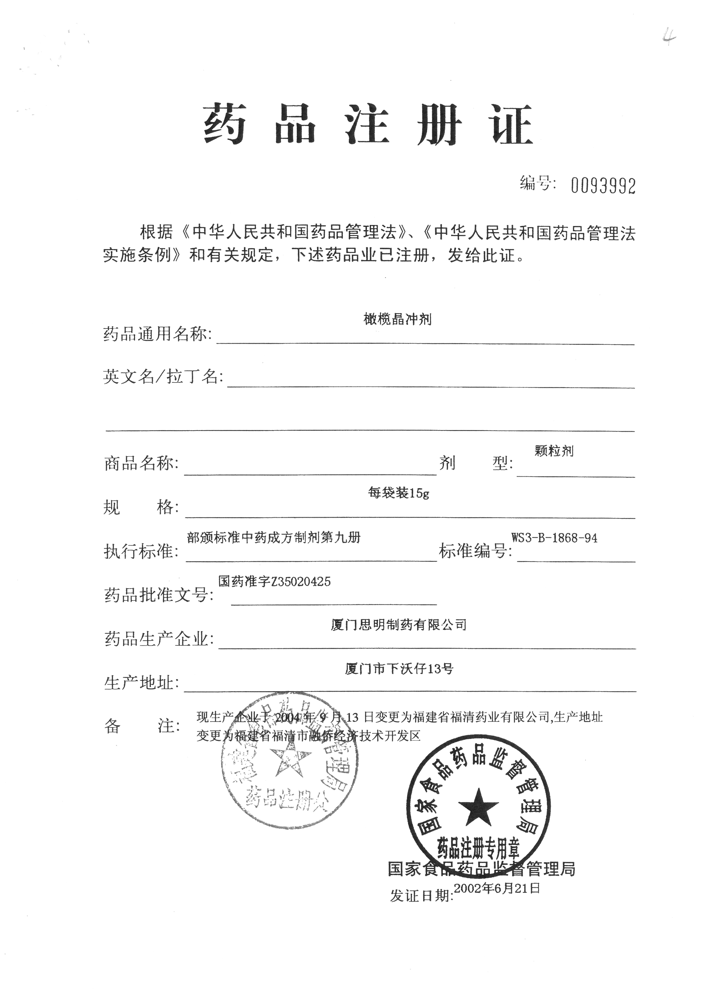 4
药品注册证
编号: 0093992
根据《中华人民共和国药品管理法》、《中华人民共和国药品管理法
实施条例》和有关规定，下述药品业已注册，发给此证。
药品通用名称: 橄榄晶冲剂
英文名/拉丁名:
商品名称: 剂 型: 颗粒剂
规 格: 每袋装15g
执行标准: 部颁标准中药成方制剂第九册 标准编号: WS3-B-1868-94
药品批准文号: 国药准字Z35020425
药品生产企业: 厦门思明制药有限公司
生产地址: 厦门市下沃仔13号
备 注: 现生产企业于 2004 年 9 月 13 日变更为福建省福清药业有限公司,生产地址
变更为福建省福清市融侨经济技术开发区
福建省食品药品监督管理局
药品注册处
国家食品药品监督管理局
药品注册专用章
国家食品药品监督管理局
发证日期: 2002年6月21日